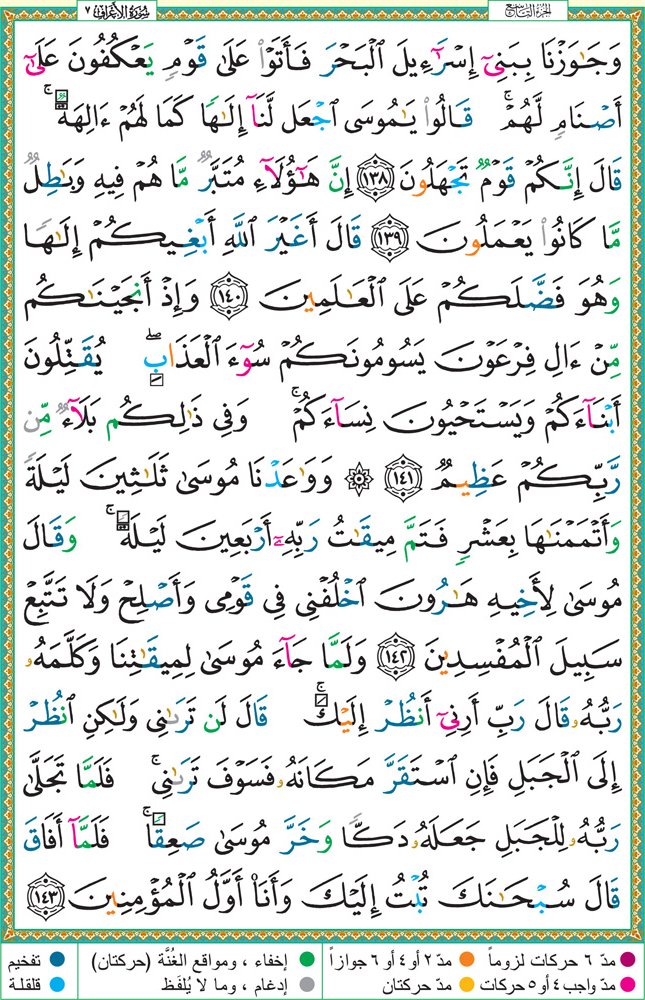 الجزء التاسع
سورة الأعراف ٧
وَجَـٰوَزْنَا بِبَنِىٓ إِسْرَٰٓءِيلَ ٱلْبَحْرَ فَأَتَوْا۟ عَلَىٰ قَوْمٍ يَعْكُفُونَ عَلَىٰٓ
أَصْنَامٍ لَّهُمْ ۚ قَالُوا۟ يَـٰمُوسَى ٱجْعَل لَّنَآ إِلَـٰهًا كَمَا لَهُمْ ءَالِهَةٌ ۚ
قَالَ إِنَّكُمْ قَوْمٌ تَجْهَلُونَ ﴿١٣٨﴾ إِنَّ هَـٰٓؤُلَآءِ مُتَبَّرٌ مَّا هُمْ فِيهِ وَبَـٰطِلٌ
مَّا كَانُوا۟ يَعْمَلُونَ ﴿١٣٩﴾ قَالَ أَغَيْرَ ٱللَّهِ أَبْغِيكُمْ إِلَـٰهًا
وَهُوَ فَضَّلَكُمْ عَلَى ٱلْعَـٰلَمِينَ ﴿١٤٠﴾ وَإِذْ أَنجَيْنَـٰكُم
مِّنْ ءَالِ فِرْعَوْنَ يَسُومُونَكُمْ سُوٓءَ ٱلْعَذَابِ ۖ يُقَتِّلُونَ
أَبْنَآءَكُمْ وَيَسْتَحْيُونَ نِسَآءَكُمْ ۚ وَفِى ذَٰلِكُم بَلَآءٌ مِّن
رَّبِّكُمْ عَظِيمٌ ﴿١٤١﴾ ۞ وَوَٰعَدْنَا مُوسَىٰ ثَلَـٰثِينَ لَيْلَةً
وَأَتْمَمْنَـٰهَا بِعَشْرٍ فَتَمَّ مِيقَـٰتُ رَبِّهِۦٓ أَرْبَعِينَ لَيْلَةً ۚ وَقَالَ
مُوسَىٰ لِأَخِيهِ هَـٰرُونَ ٱخْلُفْنِى فِى قَوْمِى وَأَصْلِحْ وَلَا تَتَّبِعْ
سَبِيلَ ٱلْمُفْسِدِينَ ﴿١٤٢﴾ وَلَمَّا جَآءَ مُوسَىٰ لِمِيقَـٰتِنَا وَكَلَّمَهُۥ
رَبُّهُۥ قَالَ رَبِّ أَرِنِىٓ أَنظُرْ إِلَيْكَ ۚ قَالَ لَن تَرَىٰنِى وَلَـٰكِنِ ٱنظُرْ
إِلَى ٱلْجَبَلِ فَإِنِ ٱسْتَقَرَّ مَكَانَهُۥ فَسَوْفَ تَرَىٰنِى ۚ فَلَمَّا تَجَلَّىٰ
رَبُّهُۥ لِلْجَبَلِ جَعَلَهُۥ دَكًّا وَخَرَّ مُوسَىٰ صَعِقًا ۚ فَلَمَّآ أَفَاقَ
قَالَ سُبْحَـٰنَكَ تُبْتُ إِلَيْكَ وَأَنَا۠ أَوَّلُ ٱلْمُؤْمِنِينَ ﴿١٤٣﴾
مدّ ٦ حركات لزوماً مدّ ٢ أو ٤ أو ٦ جوازاً إخفاء ، ومواقع الغُنَّة (حركتان) تفخيم
مدّ واجب ٤ أو ٥ حركات مدّ حركتان إدغام ، وما لا يُلفَظ قلقلة